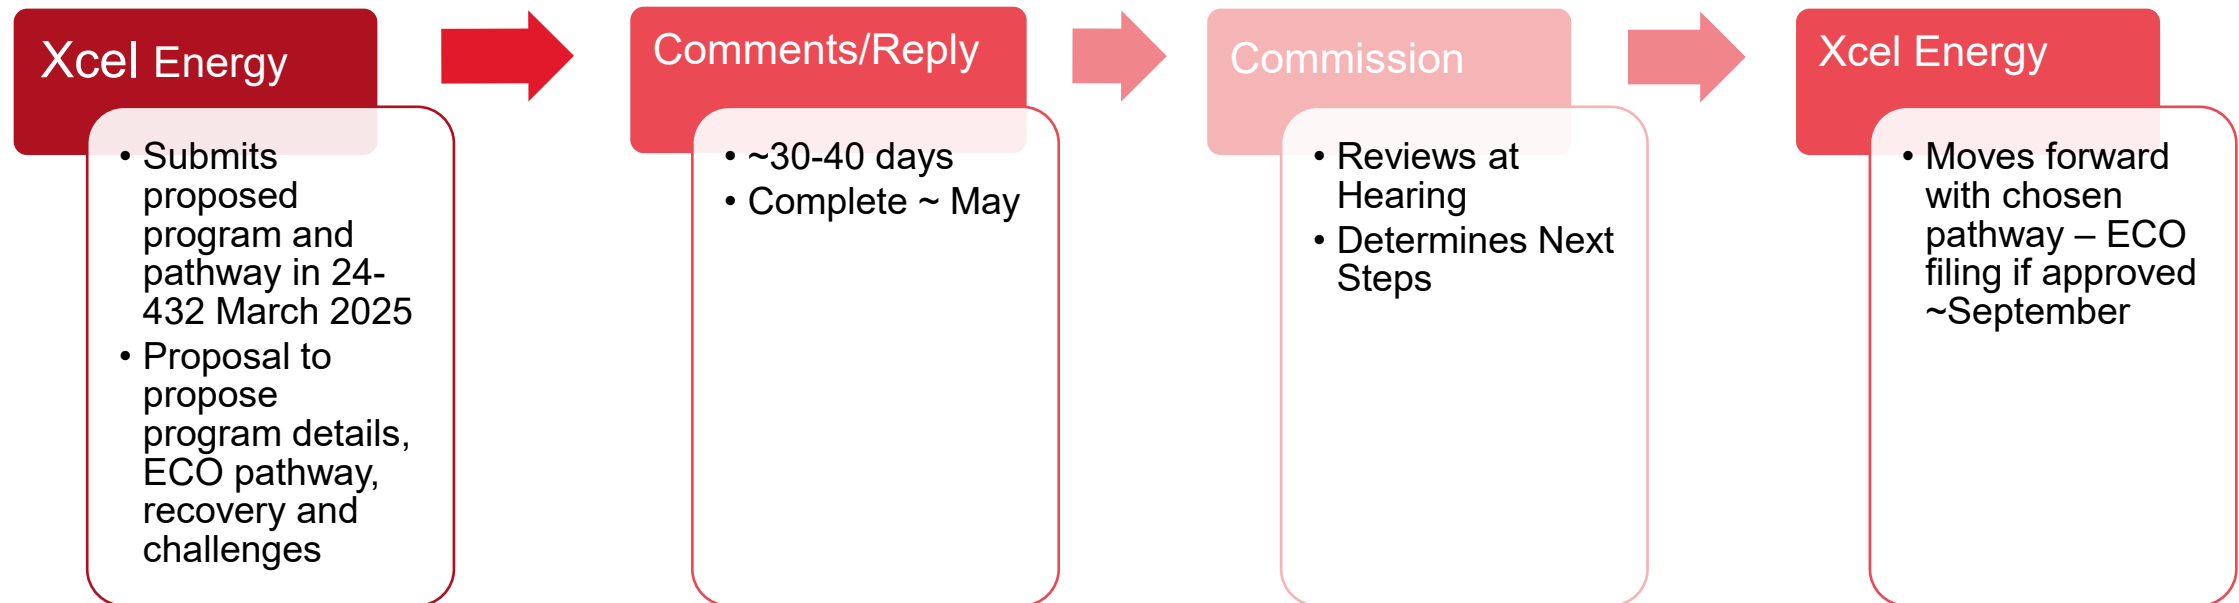 Xcel Energy
• Submits
proposed
program and
pathway in 24-
432 March 2025
• Proposal to
propose
program details,
ECO pathway,
recovery and
challenges
Comments/Reply
• ~30-40 days
• Complete ~ May
Commission
• Reviews at
Hearing
• Determines Next
Steps
Xcel Energy
• Moves forward
with chosen
pathway – ECO
filing if approved
~September